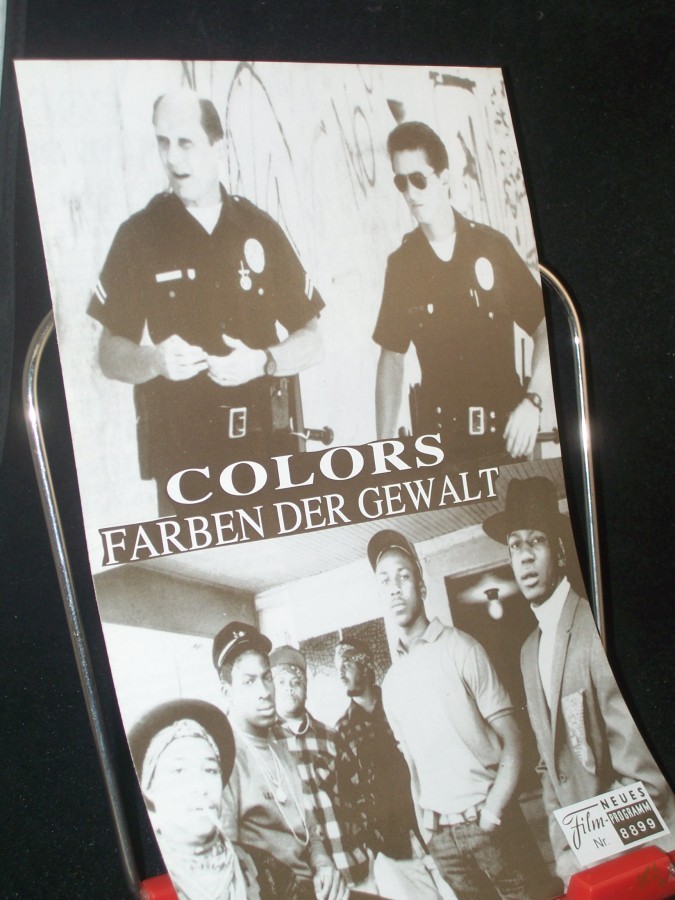 COLORS
FARBEN DER GEWALT
NEUES
Film-PROGRAMM
Nr. 8899